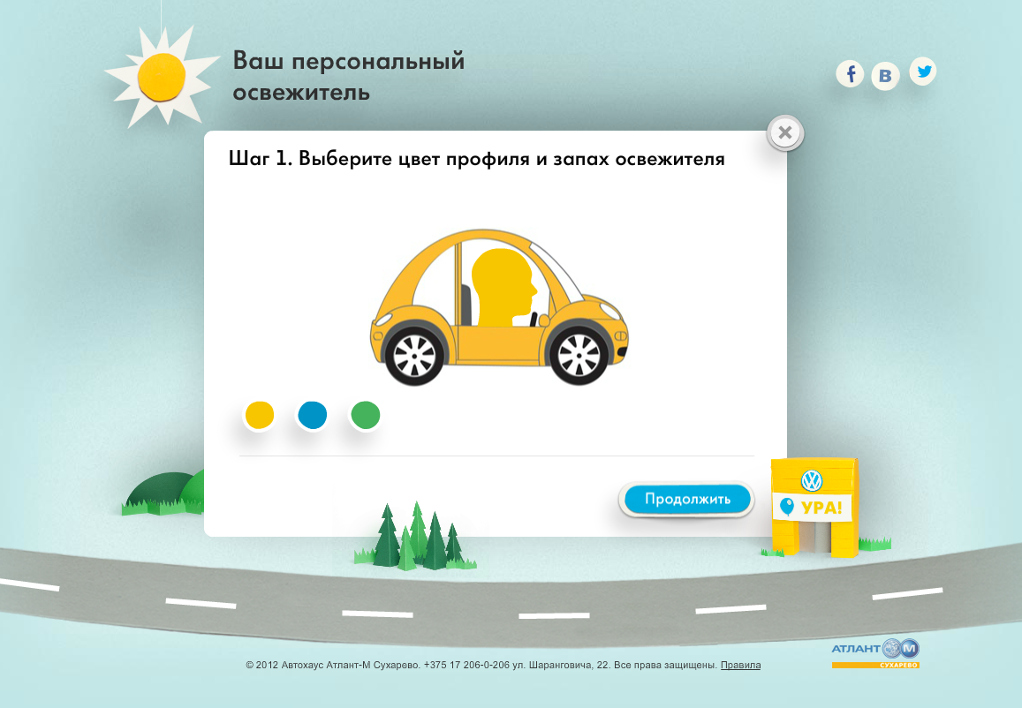 Ваш персональный
освежитель
Шаг 1. Выберите цвет профиля и запах освежителя
Продолжить
УРА!
© 2012 Автохаус Атлант-М Сухарево. +375 17 206-0-206 ул. Шаранговича, 22. Все права защищены. Правила
АТЛАНТ М
СУХАРЕВО